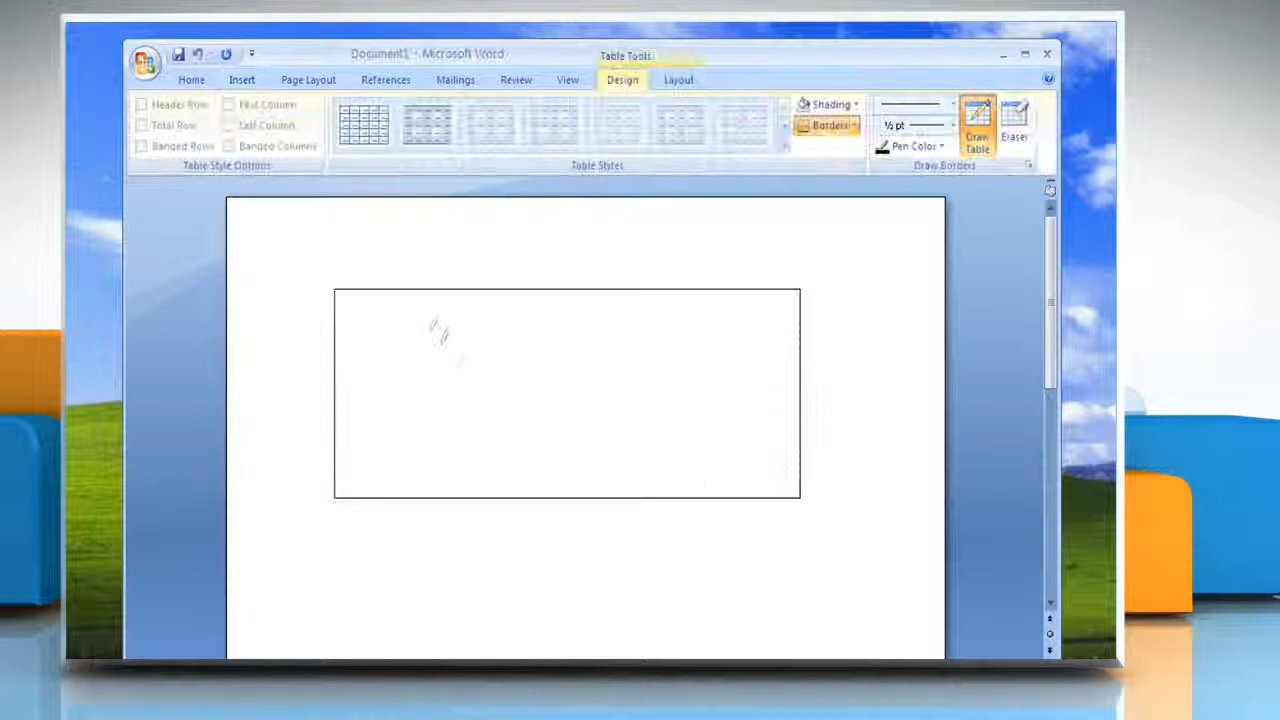 Document1 - Microsoft Word
Table Tools
Home Insert Page Layout References Mailings Review View Design Layout
Header Row First Column
Total Row Last Column
Banded Rows Banded Columns
Table Style Options
Table Styles
Shading
Borders
½ pt
Pen Color
Draw Table
Eraser
Draw Borders